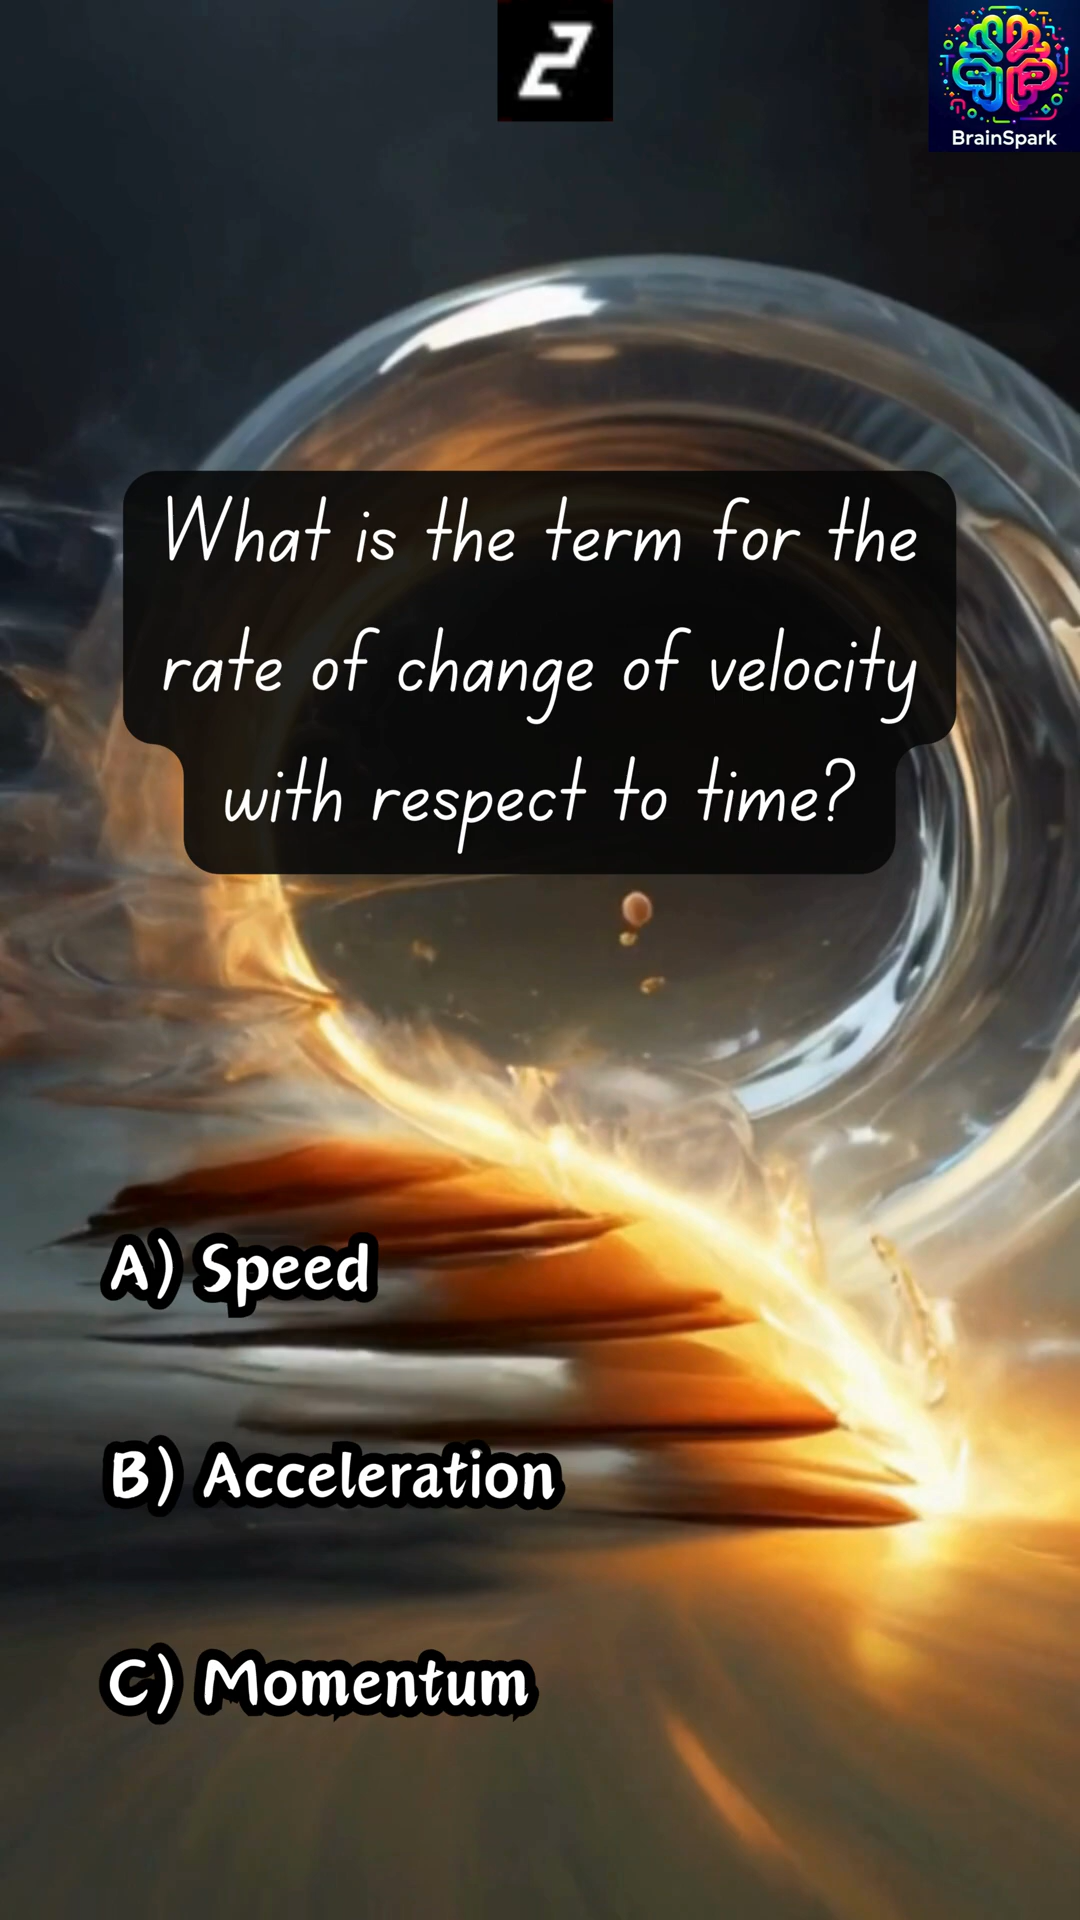 2
BrainSpark
What is the term for the
rate of change of velocity
with respect to time?
A) Speed
B) Acceleration
C) Momentum